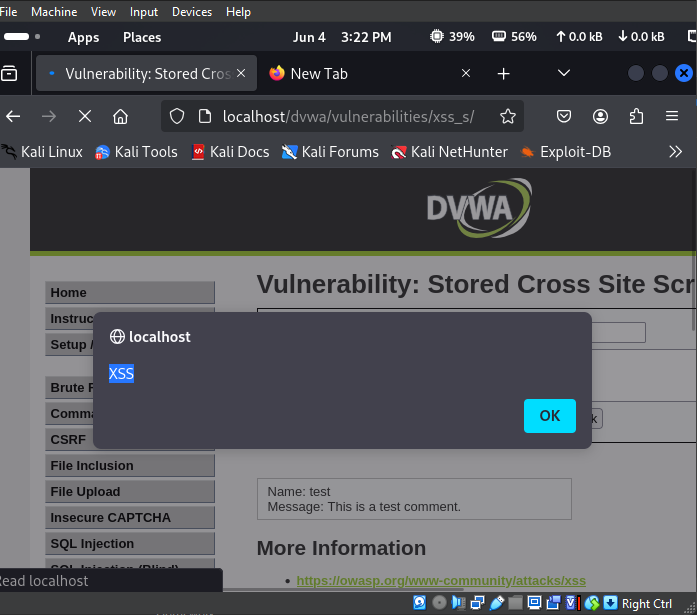 File Machine View Input Devices Help
Apps Places Jun 4 3:22 PM 39% 56% 0.0 kB 0.0 kB
Vulnerability: Stored Cros New Tab
localhost/dvwa/vulnerabilities/xss_s/
Kali Linux Kali Tools Kali Docs Kali Forums Kali NetHunter Exploit-DB
DVWA
Vulnerability: Stored Cross Site Scr
Home
Instruc
Setup /
localhost
XSS
OK
Brute F
Comma
CSRF
File Inclusion
File Upload
Insecure CAPTCHA
SQL Injection
SQL Injection (Blind)
k
Name: test
Message: This is a test comment.
More Information
https://owasp.org/www-community/attacks/xss
Read localhost
Right Ctrl